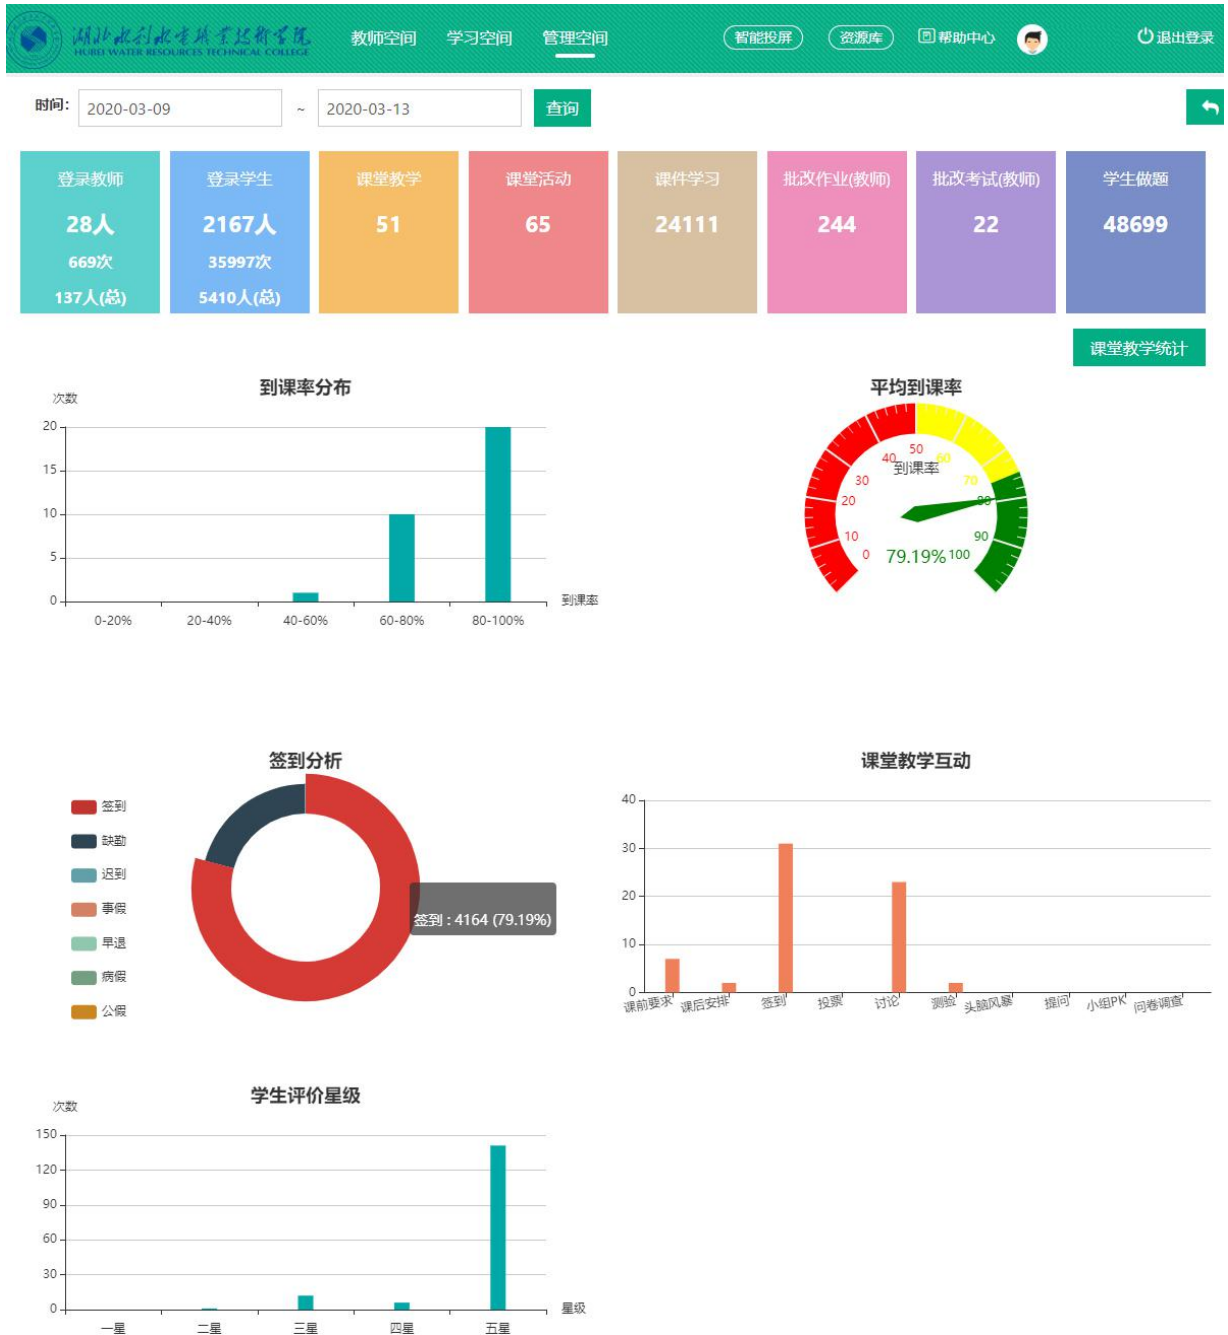 湖北水利水电职业技术学院
HUBEI WATER RESOURCES TECHNICAL COLLEGE
教师空间 学习空间 管理空间 智能投屏 资源库 帮助中心 退出登录
时间: 2020-03-09 ~ 2020-03-13 查询
登录教师 登录学生 课堂教学 课堂活动 课件学习 批改作业(教师) 批改考试(教师) 学生做题
28人 2167人 51 65 24111 244 22 48699
669次 35997次
137人(总) 5410人(总)
课堂教学统计
到课率分布
次数
20
15
10
5
0
到课率
0-20% 20-40% 40-60% 60-80% 80-100%
平均到课率
到课率
0
10
20
30
40
50
60
70
80
90
100
79.19%
签到分析
签到
缺勤
迟到
事假
早退
病假
公假
签到 : 4164 (79.19%)
课堂教学互动
40
30
20
10
0
课前要求 课后安排 签到 投票 讨论 测验 头脑风暴 提问 小组PK 问卷调查
学生评价星级
次数
150
120
90
60
30
0
星级
一星 二星 三星 四星 五星